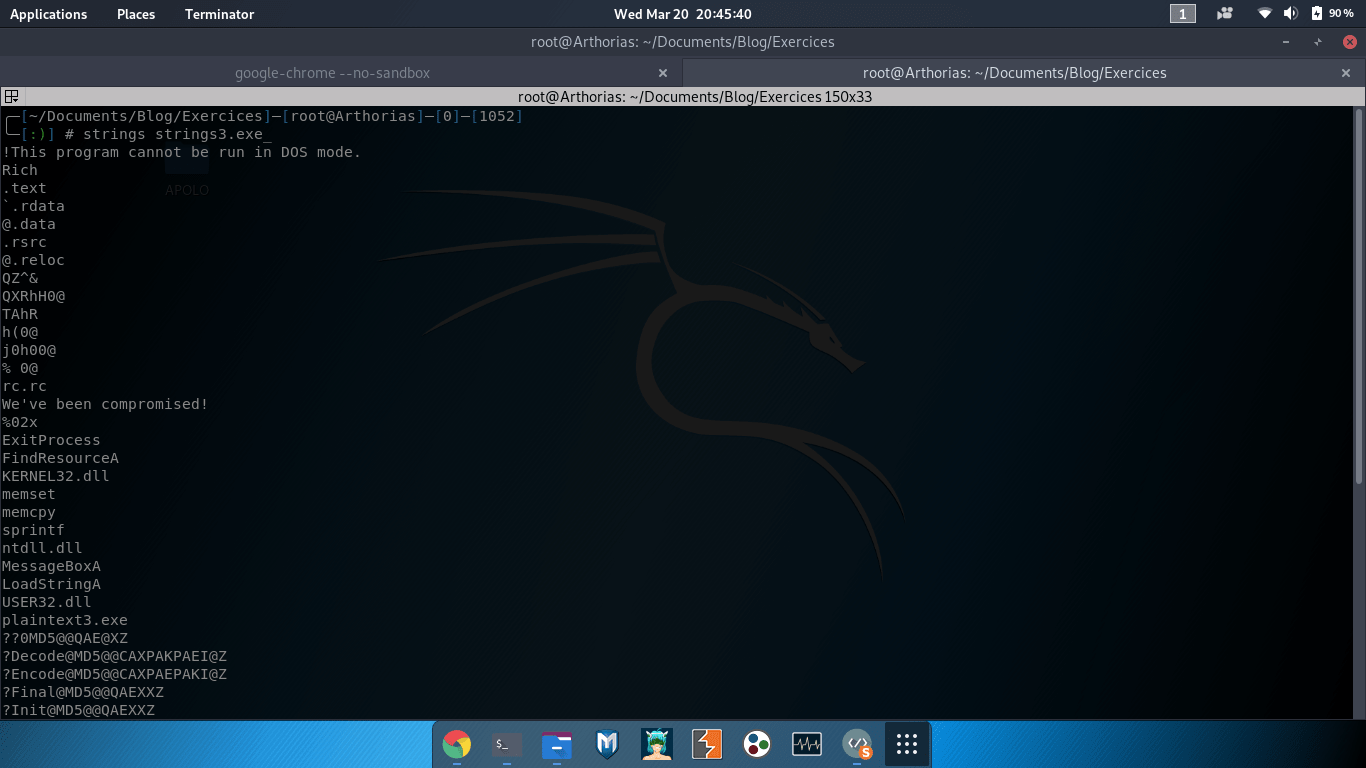 Applications Places Terminator Wed Mar 20 20:45:40 1 90 %
root@Arthorias: ~/Documents/Blog/Exercices
google-chrome --no-sandbox × root@Arthorias: ~/Documents/Blog/Exercices ×
root@Arthorias: ~/Documents/Blog/Exercices 150x33
┌─[~/Documents/Blog/Exercices]─[root@Arthorias]─[0]─[1052]
└─[:)] # strings strings3.exe_
!This program cannot be run in DOS mode.
Rich
.text
APOLO
`.rdata
@.data
.rsrc
@.reloc
QZ^&
QXRhH0@
TAhR
h(0@
j0h00@
% 0@
rc.rc
We've been compromised!
%02x
ExitProcess
FindResourceA
KERNEL32.dll
memset
memcpy
sprintf
ntdll.dll
MessageBoxA
LoadStringA
USER32.dll
plaintext3.exe
??0MD5@@QAE@XZ
?Decode@MD5@@CAXPAKPAEI@Z
?Encode@MD5@@CAXPAEPAKI@Z
?Final@MD5@@QAEXXZ
?Init@MD5@@QAEXXZ